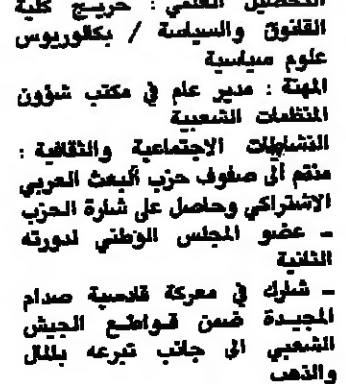 التحصيل العلمي : خريج كلية
القانون والسياسة / بكالوريوس
علوم سياسية
المهنة : مدير عام في مكتب شؤون
المنظمات الشعبية
النشاطات الاجتماعية والثقافية :
منتم الى صفوف حزب البعث العربي
الاشتراكي وحاصل على شارة الحزب
ـ عضو المجلس الوطني لدورته
الثانية
ـ شارك في معركة قادسية صدام
المجيدة ضمن قواطع الجيش
الشعبي الى جانب تبرعه بالمال
والذهب